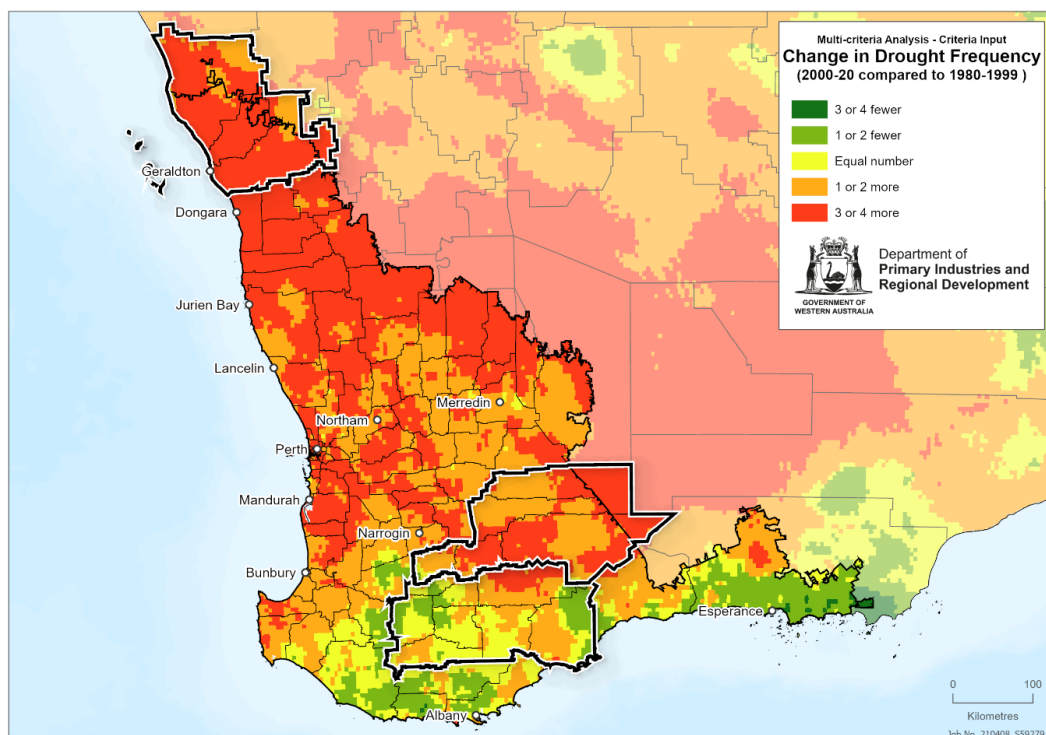 Multi-criteria Analysis - Criteria Input
Change in Drought Frequency
(2000-20 compared to 1980-1999 )
3 or 4 fewer
1 or 2 fewer
Equal number
1 or 2 more
3 or 4 more
GOVERNMENT OF
WESTERN AUSTRALIA
Department of
Primary Industries and
Regional Development
Geraldton
Dongara
Jurien Bay
Lancelin
Merredin
Northam
Perth
Mandurah
Narrogin
Bunbury
Esperance
Albany
0 100
Kilometres
Job No. 210408_S59279